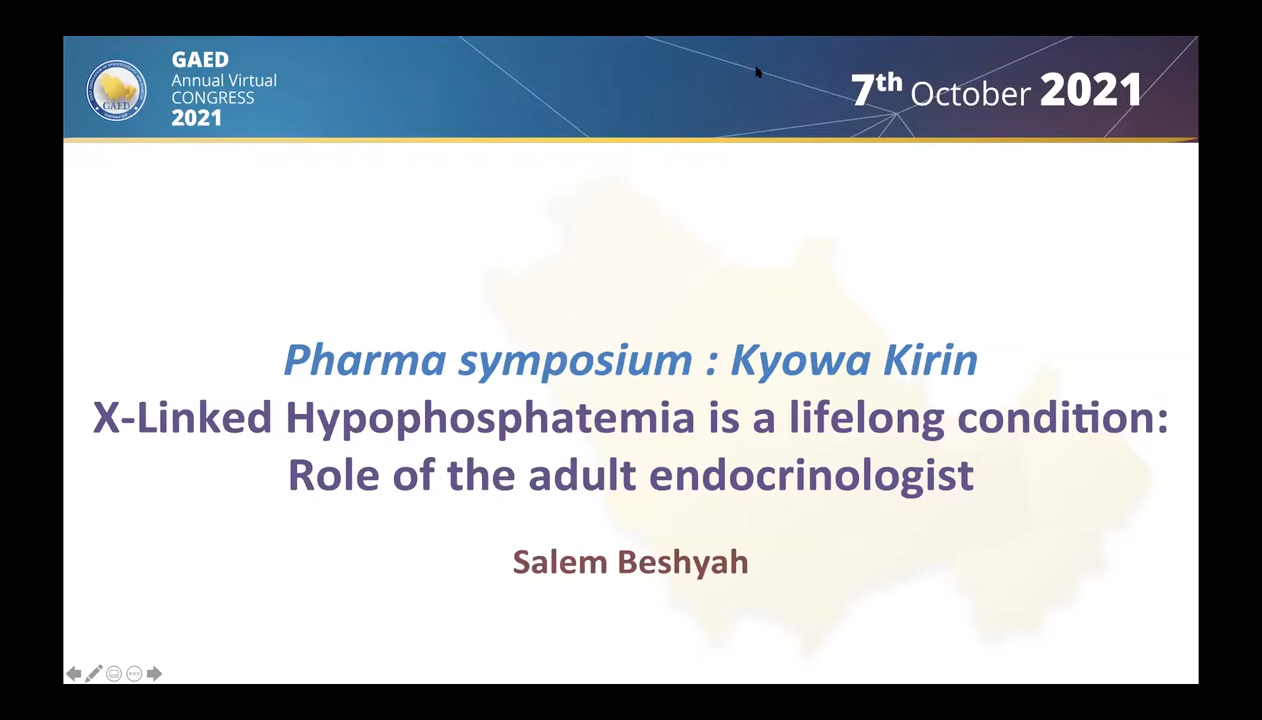 GAED
Annual Virtual
CONGRESS
2021
7th October 2021
Pharma symposium : Kyowa Kirin
X-Linked Hypophosphatemia is a lifelong condition:
Role of the adult endocrinologist
Salem Beshyah
GAED